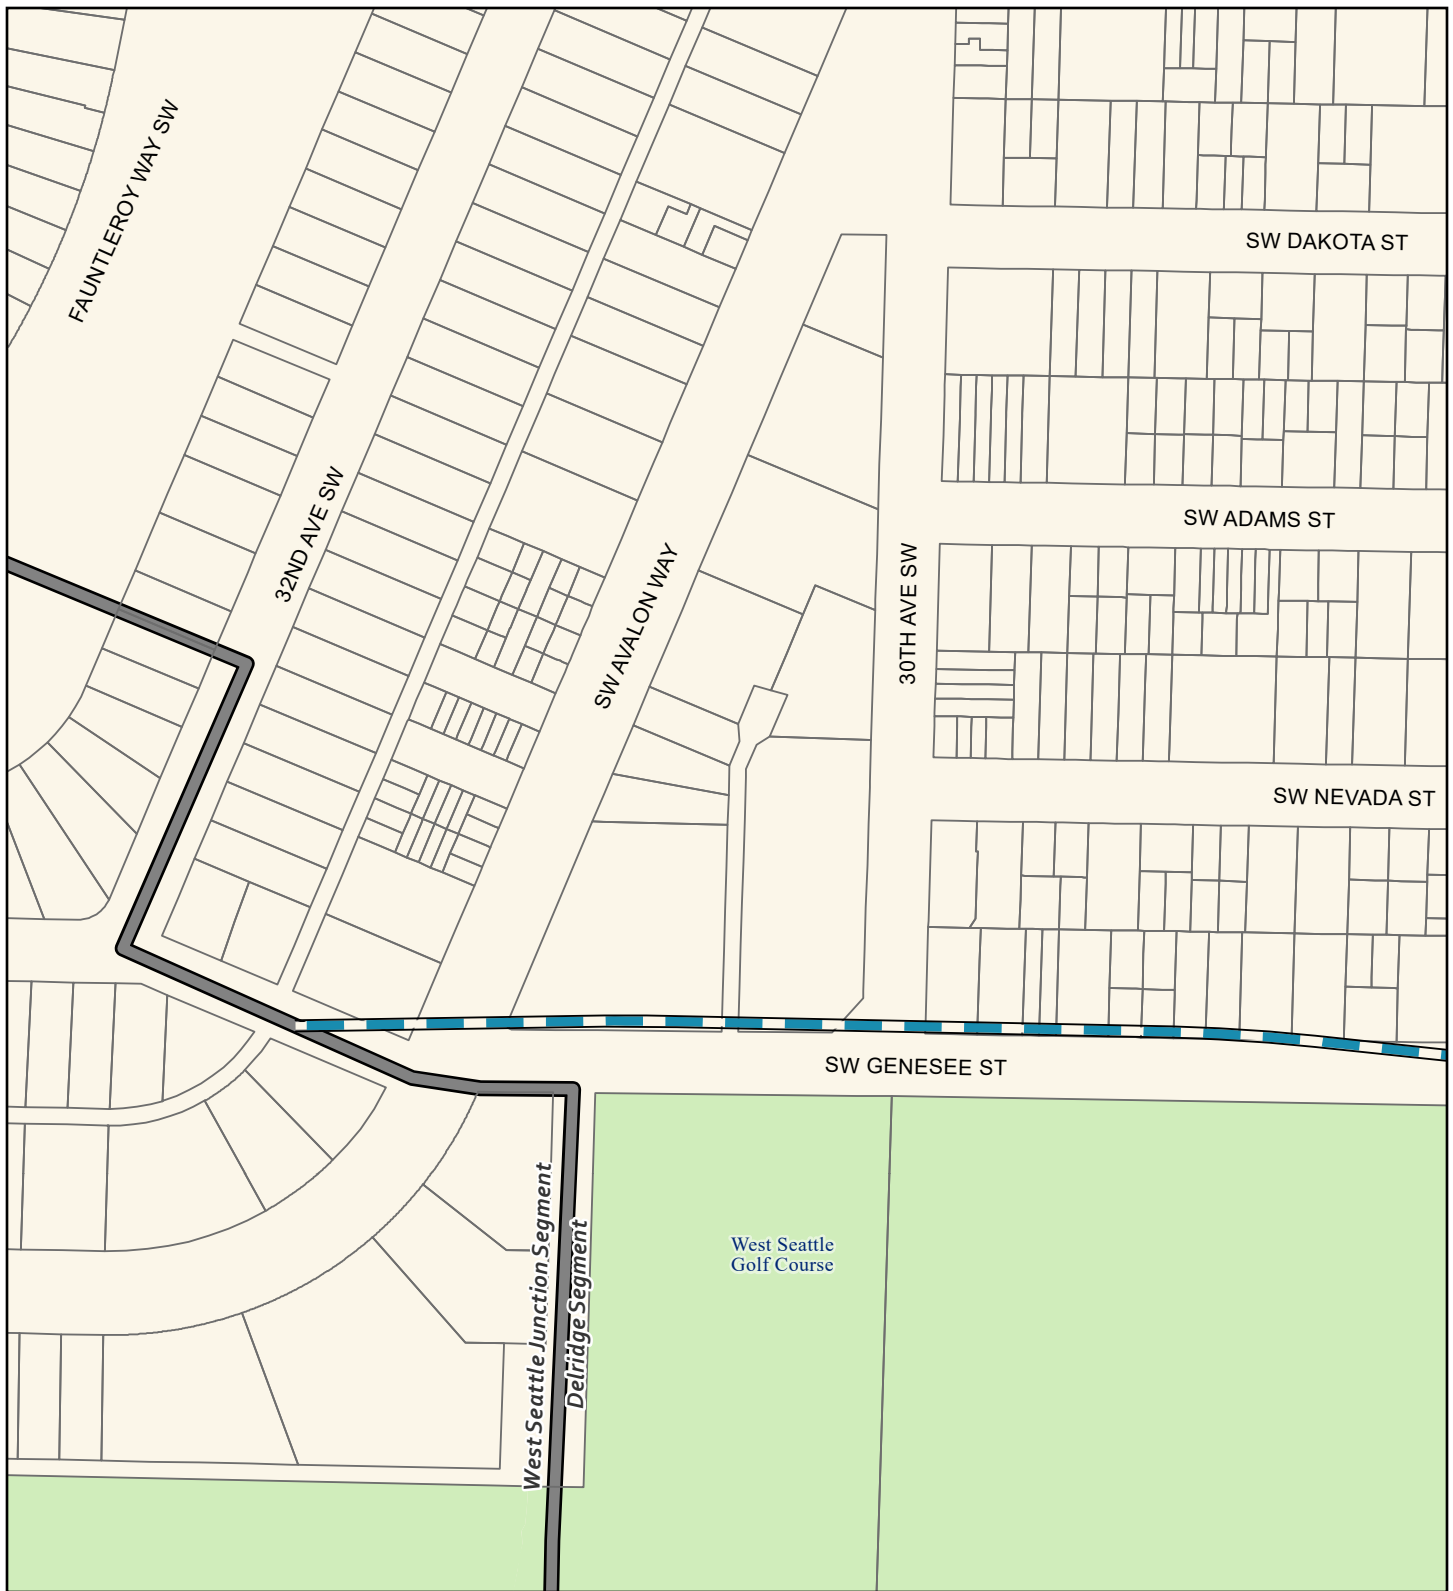 FAUNTLEROY WAY SW
SW DAKOTA ST
32ND AVE SW
SW ADAMS ST
SW AVALON WAY
30TH AVE SW
SW NEVADA ST
SW GENESEE ST
West Seattle Junction Segment
Delridge Segment
West Seattle
Golf Course